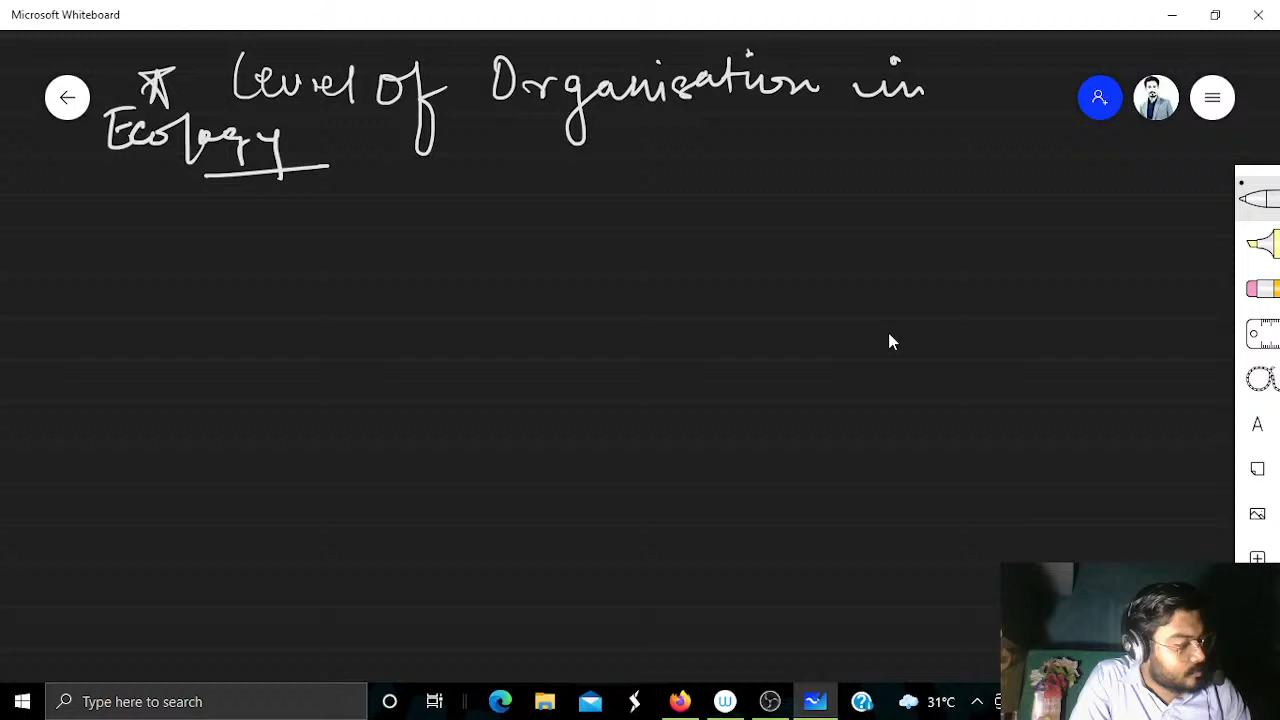 Microsoft Whiteboard
* Level of Organisation in
Ecology
A
Type here to search
31°C